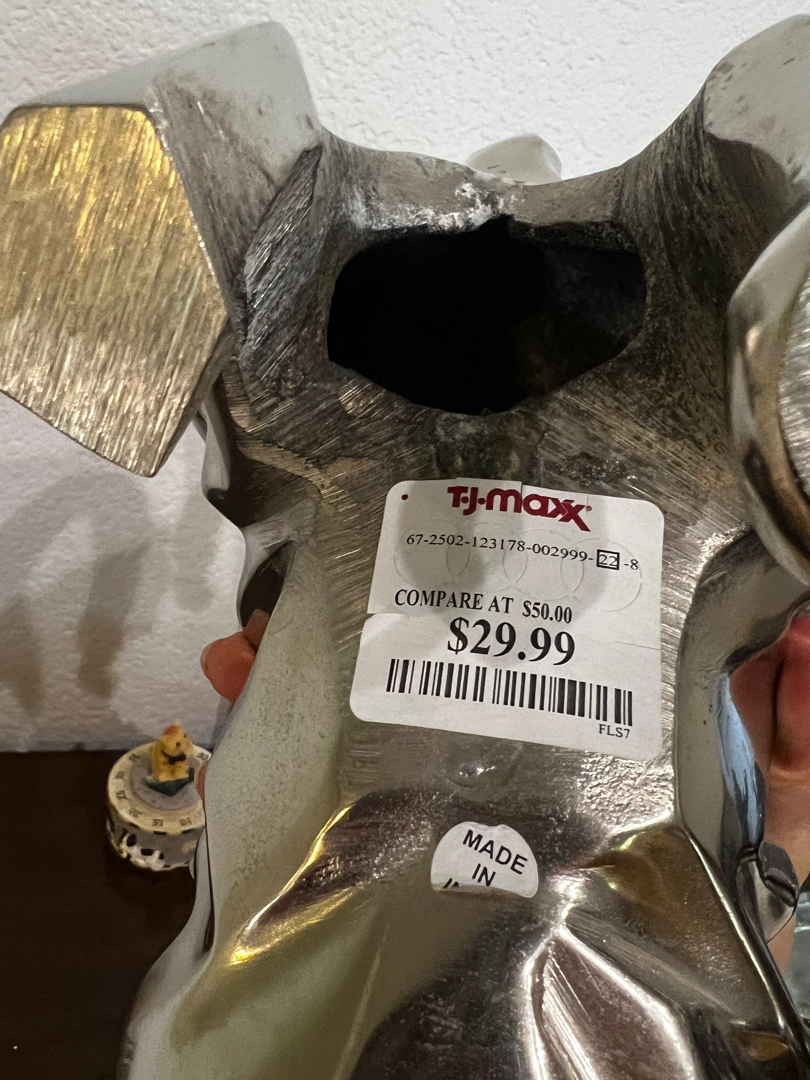 T·J·maxx
67-2502-123178-002999-22-8
COMPARE AT $50.00
$29.99
FLS7
MADE
IN